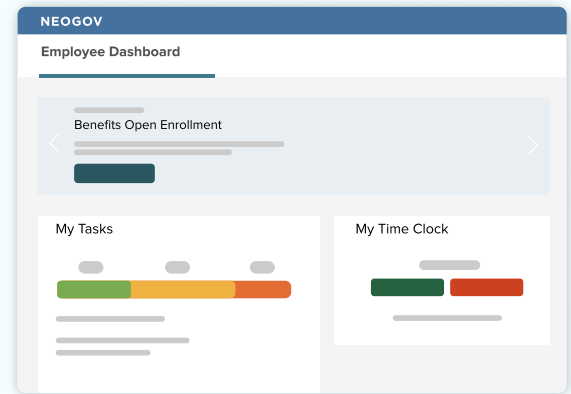 NEOGOV
Employee Dashboard
Benefits Open Enrollment
My Tasks
My Time Clock